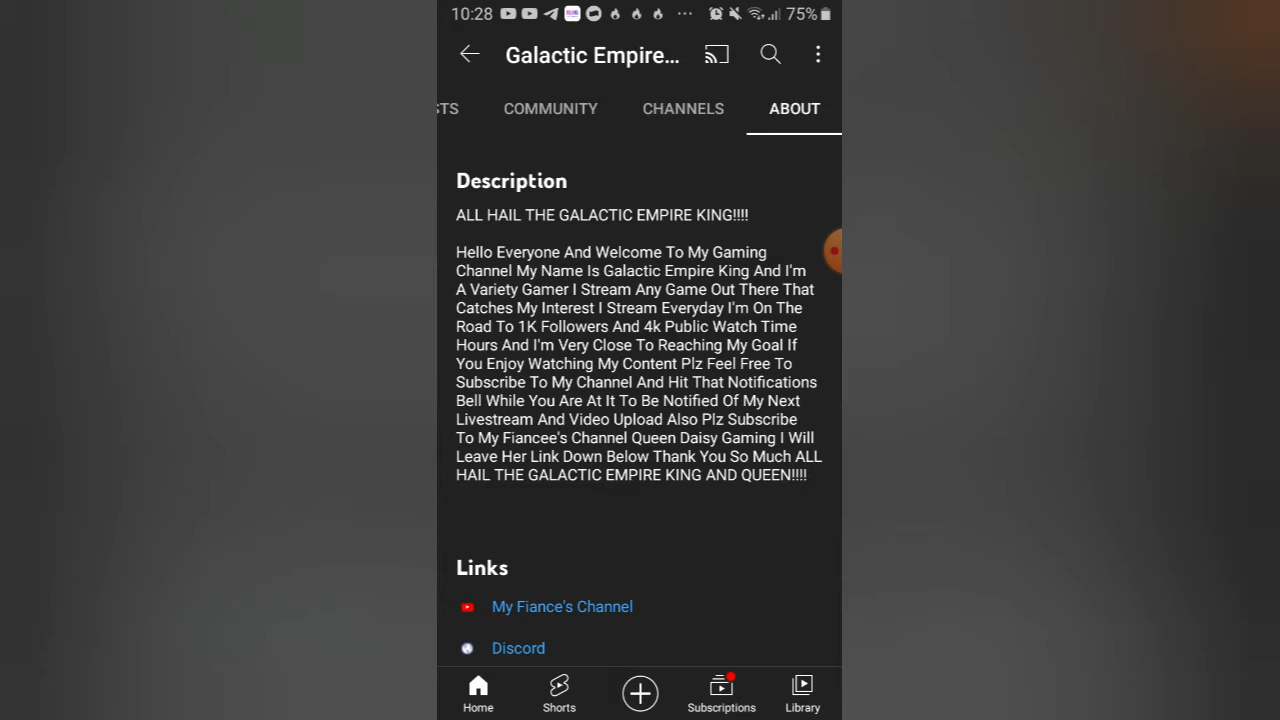 10:28 75%
Galactic Empire...
STS COMMUNITY CHANNELS ABOUT
Description
ALL HAIL THE GALACTIC EMPIRE KING!!!!
Hello Everyone And Welcome To My Gaming
Channel My Name Is Galactic Empire King And I'm
A Variety Gamer I Stream Any Game Out There That
Catches My Interest I Stream Everyday I'm On The
Road To 1K Followers And 4k Public Watch Time
Hours And I'm Very Close To Reaching My Goal If
You Enjoy Watching My Content Plz Feel Free To
Subscribe To My Channel And Hit That Notifications
Bell While You Are At It To Be Notified Of My Next
Livestream And Video Upload Also Plz Subscribe
To My Fiancee's Channel Queen Daisy Gaming I Will
Leave Her Link Down Below Thank You So Much ALL
HAIL THE GALACTIC EMPIRE KING AND QUEEN!!!!
Links
My Fiance's Channel
Discord
Home Shorts Subscriptions Library